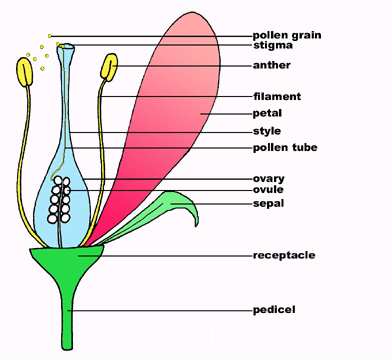 pollen grain
stigma
anther
filament
petal
style
pollen tube
ovary
ovule
sepal
receptacle
pedicel